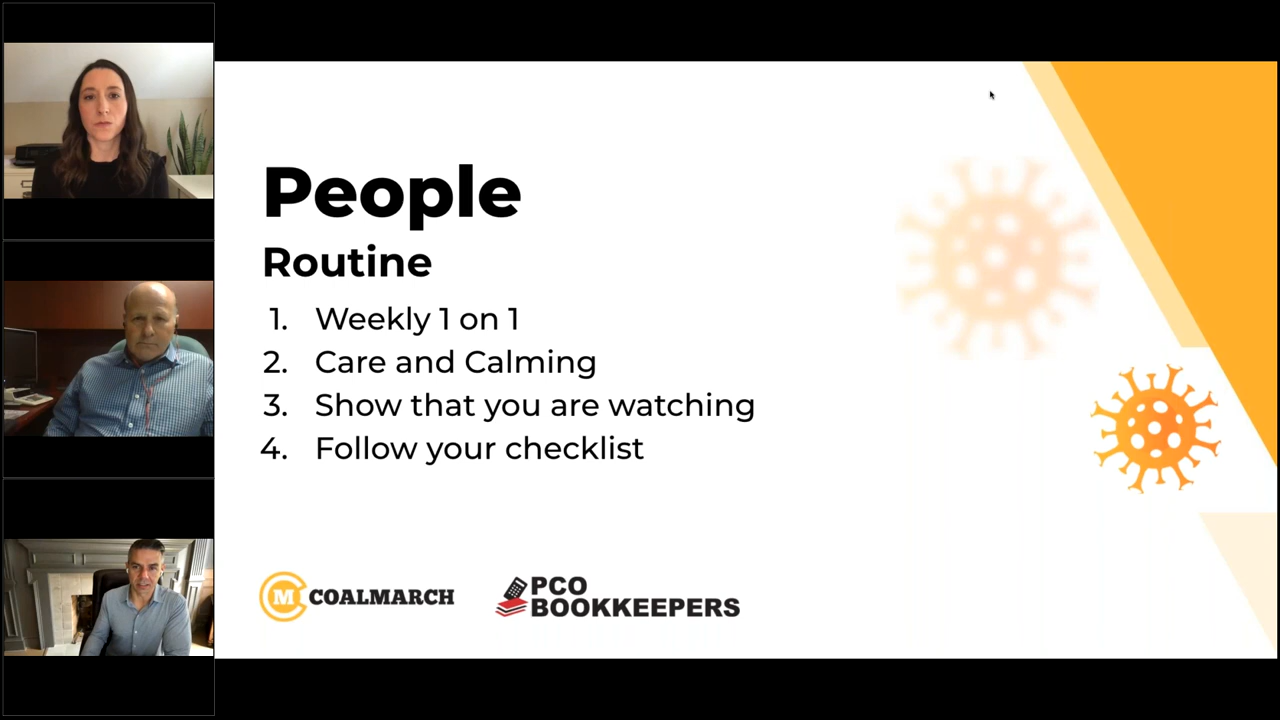 People
Routine
1. Weekly 1 on 1
2. Care and Calming
3. Show that you are watching
4. Follow your checklist
M COALMARCH
PCO
BOOKKEEPERS